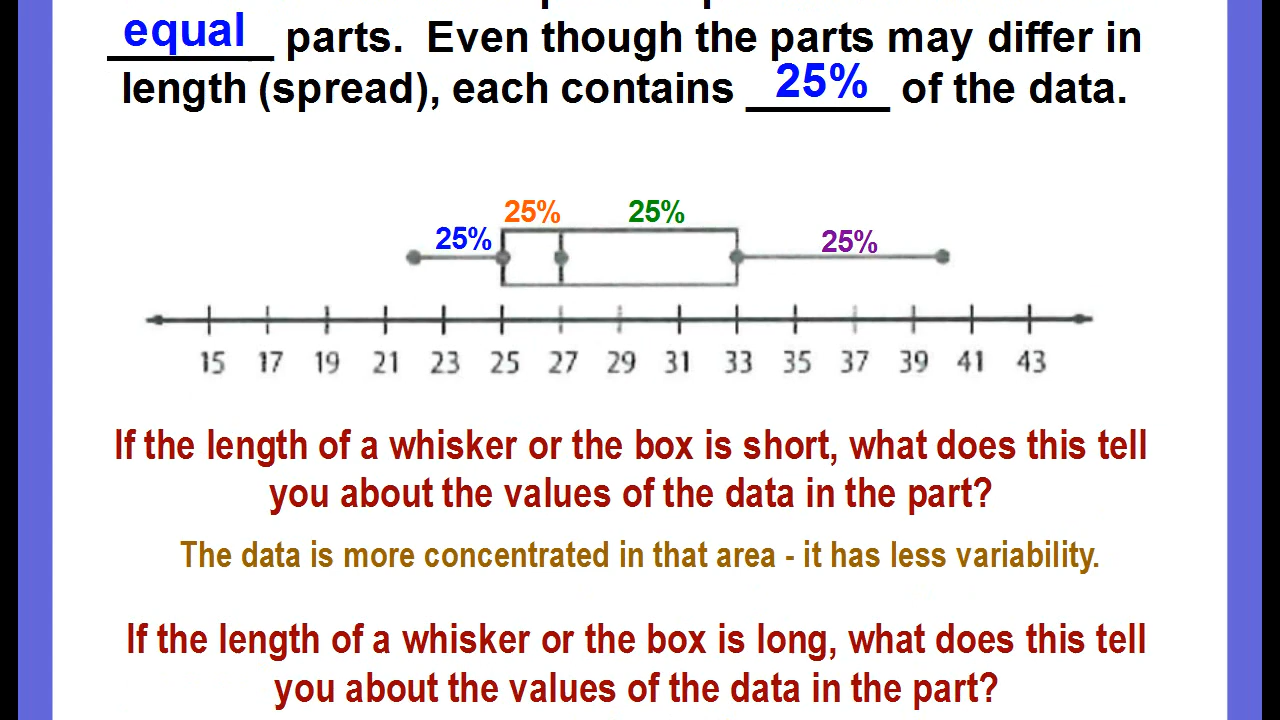 equal parts. Even though the parts may differ in
length (spread), each contains 25% of the data.
25% 25%
25% 25%
15 17 19 21 23 25 27 29 31 33 35 37 39 41 43
If the length of a whisker or the box is short, what does this tell
you about the values of the data in the part?
The data is more concentrated in that area - it has less variability.
If the length of a whisker or the box is long, what does this tell
you about the values of the data in the part?